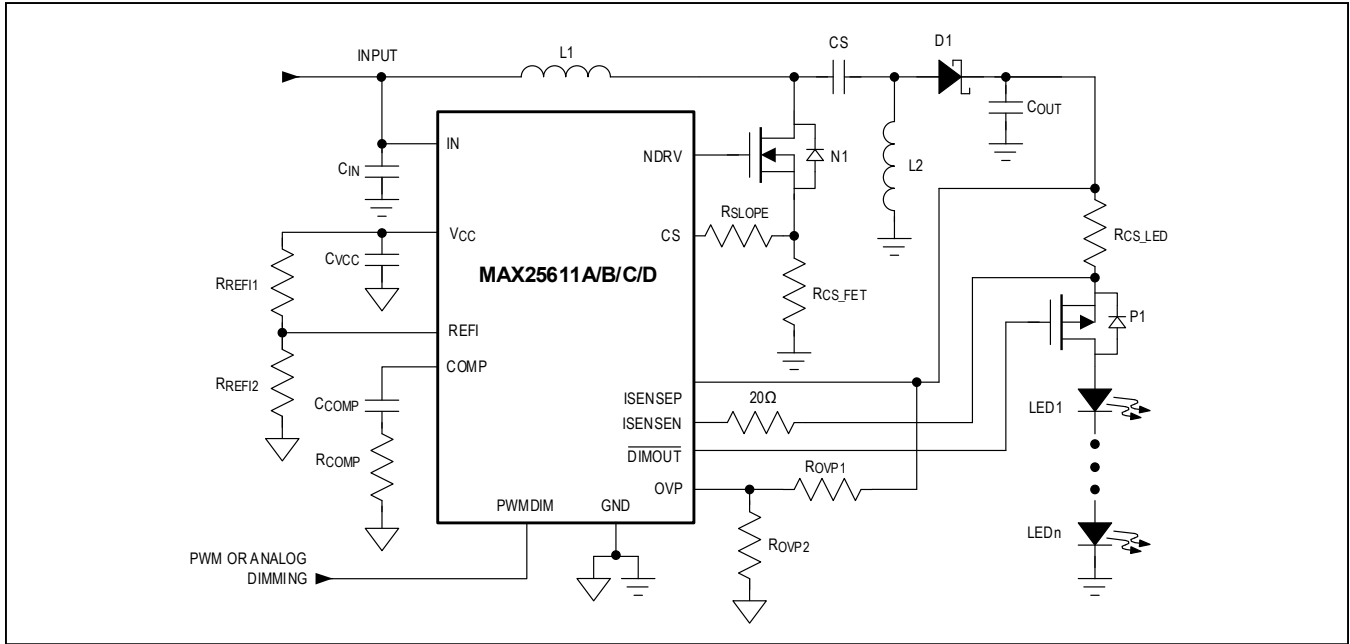 INPUT
L1
CS
D1
COUT
IN
CIN
NDRV
N1
L2
RSLOPE
CS
RCS_LED
VCC
CVCC
MAX25611A/B/C/D
RREFI1
RCS_FET
P1
REFI
COMP
RREFI2
CCOMP
ISENSEP
20Ω
LED1
ISENSEN
RCOMP
DIMOUT
ROVP1
OVP
PWMDIM
GND
ROVP2
LEDn
PWM OR ANALOG
DIMMING